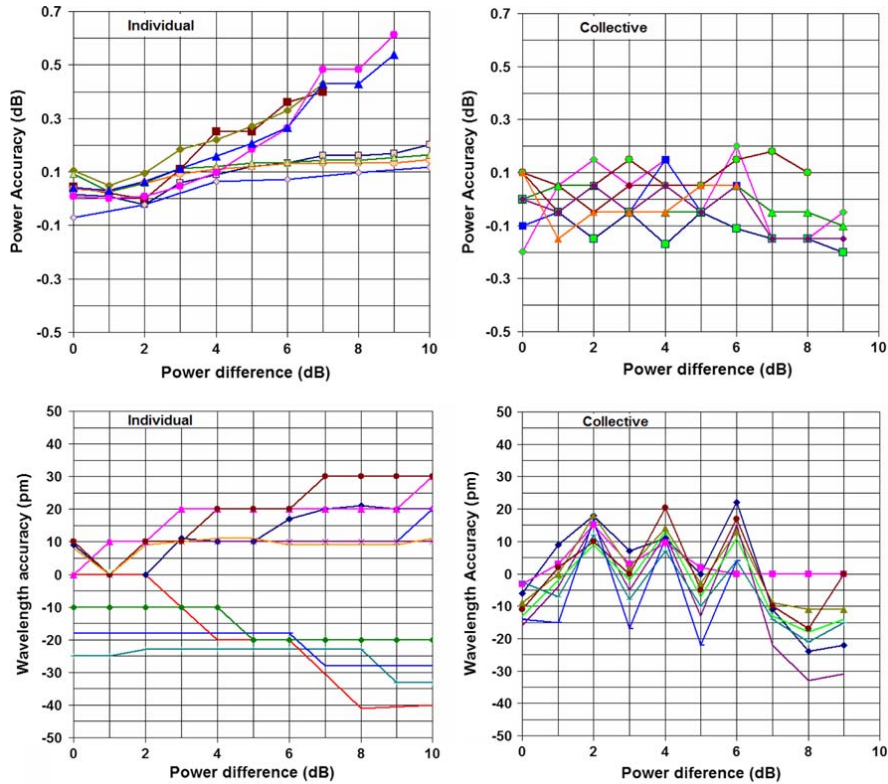 Individual
Power Accuracy (dB)
0.7
0.5
0.3
0.1
-0.1
-0.3
-0.5
0 2 4 6 8 10
Power difference (dB)
Collective
Power Accuracy (dB)
0.7
0.5
0.3
0.1
-0.1
-0.3
-0.5
0 2 4 6 8 10
Power difference (dB)
Individual
Wavelength accuracy (pm)
50
40
30
20
10
0
-10
-20
-30
-40
-50
0 2 4 6 8 10
Power difference (dB)
Collective
Wavelength Accuracy (pm)
50
40
30
20
10
0
-10
-20
-30
-40
-50
0 2 4 6 8 10
Power difference (dB)